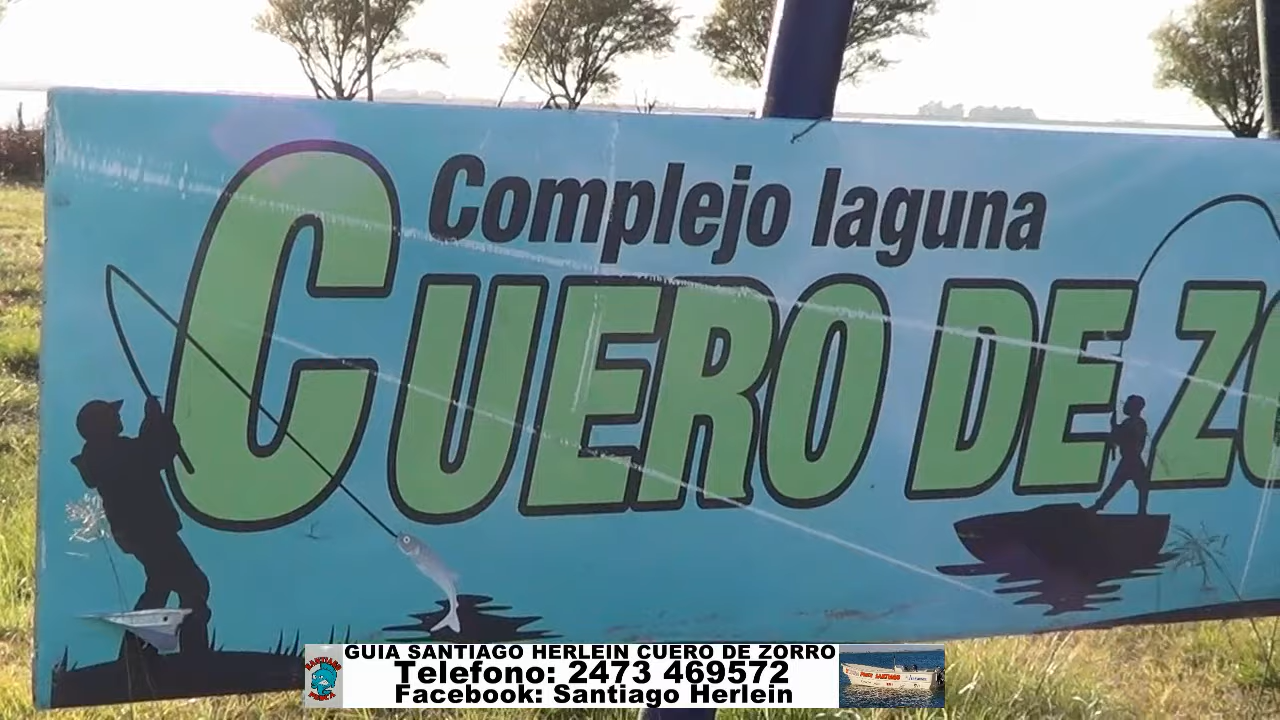 Complejo laguna
CUERO DE ZO
GUIA SANTIAGO HERLEIN CUERO DE ZORRO
Telefono: 2473 469572
Facebook: Santiago Herlein